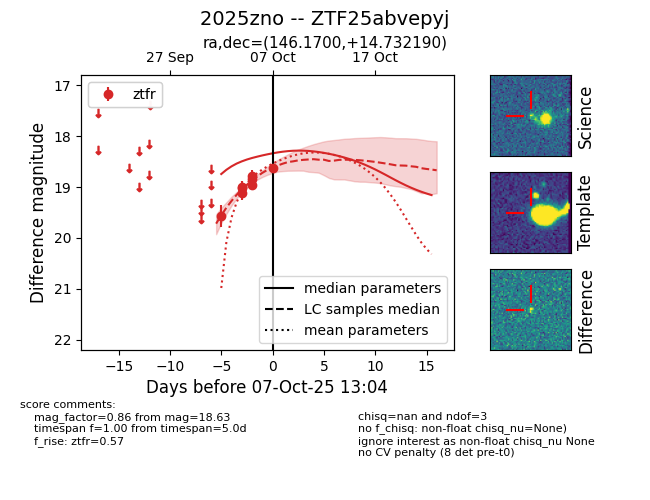 2025zno -- ZTF25abvepyj
ra,dec=(146.1700,+14.732190)
27 Sep
07 Oct
17 Oct
ztfr
17
18
19
20
21
22
Difference magnitude
median parameters
LC samples median
mean parameters
−15
−10
−5
0
5
10
15
Days before 07-Oct-25 13:04
Science
Template
Difference
score comments:
mag_factor=0.86 from mag=18.63
timespan f=1.00 from timespan=5.0d
f_rise: ztfr=0.57
chisq=nan and ndof=3
no f_chisq: non-float chisq_nu=None)
ignore interest as non-float chisq_nu None
no CV penalty (8 det pre-t0)